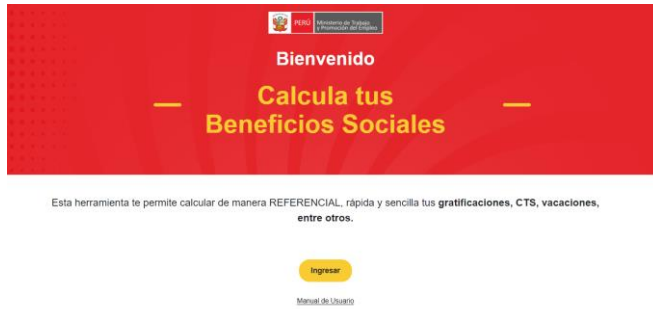 PERÚ Ministerio de Trabajo
y Promoción del Empleo
Bienvenido
Calcula tus
Beneficios Sociales
Esta herramienta te permite calcular de manera REFERENCIAL, rápida y sencilla tus gratificaciones, CTS, vacaciones,
entre otros.
Ingresar
Manual de Usuario